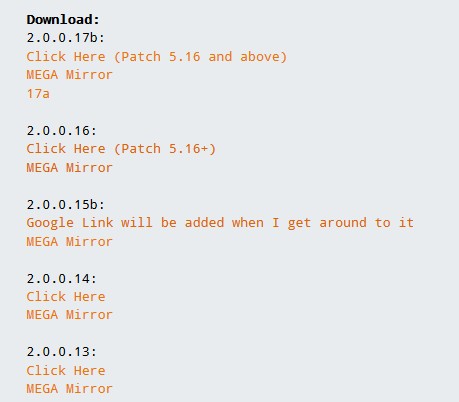 Download:
2.0.0.17b:
Click Here (Patch 5.16 and above)
MEGA Mirror
17a
2.0.0.16:
Click Here (Patch 5.16+)
MEGA Mirror
2.0.0.15b:
Google Link will be added when I get around to it
MEGA Mirror
2.0.0.14:
Click Here
MEGA Mirror
2.0.0.13:
Click Here
MEGA Mirror